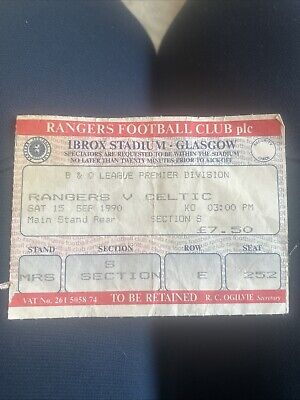 RANGERS FOOTBALL CLUB plc
IBROX STADIUM - GLASGOW
SPECTATORS ARE REQUESTED TO BE WITHIN THE STADIUM
NO LATER THAN TWENTY MINUTES PRIOR TO KICK-OFF
B & Q LEAGUE PREMIER DIVISION
RANGERS V CELTIC
SAT 15 SEP 1990 KO 03:00 PM
Main Stand Rear SECTION S
£7.50
STAND SECTION ROW SEAT
S
MRS SECTION E 252
VAT No. 261 5958 74 TO BE RETAINED R. C. OGILVIE Secretary